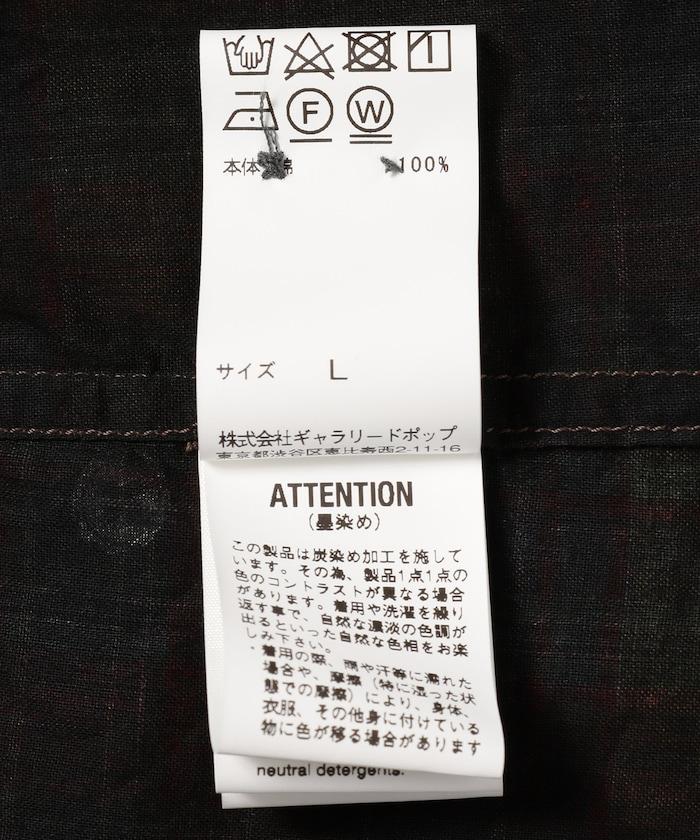 F W
本体 綿 100%
サイズ L
株式会社ギャラリードポップ
東京都渋谷区恵比寿西2-11-16
ATTENTION
(墨染め)
この製品は炭染め加工を施して
います。その為、製品1点1点の
色のコントラストが異なる場合
があります。着用や洗濯を繰り
返す事で、自然な濃淡の色調が
出るといった自然な色相をお楽
しみ下さい。
・着用の際、雨や汗等に濡れた
場合や、摩擦(特に湿った状
態での摩擦)により、身体、
衣服、その他身に付けている
物に色が移る場合があります
neutral detergents.